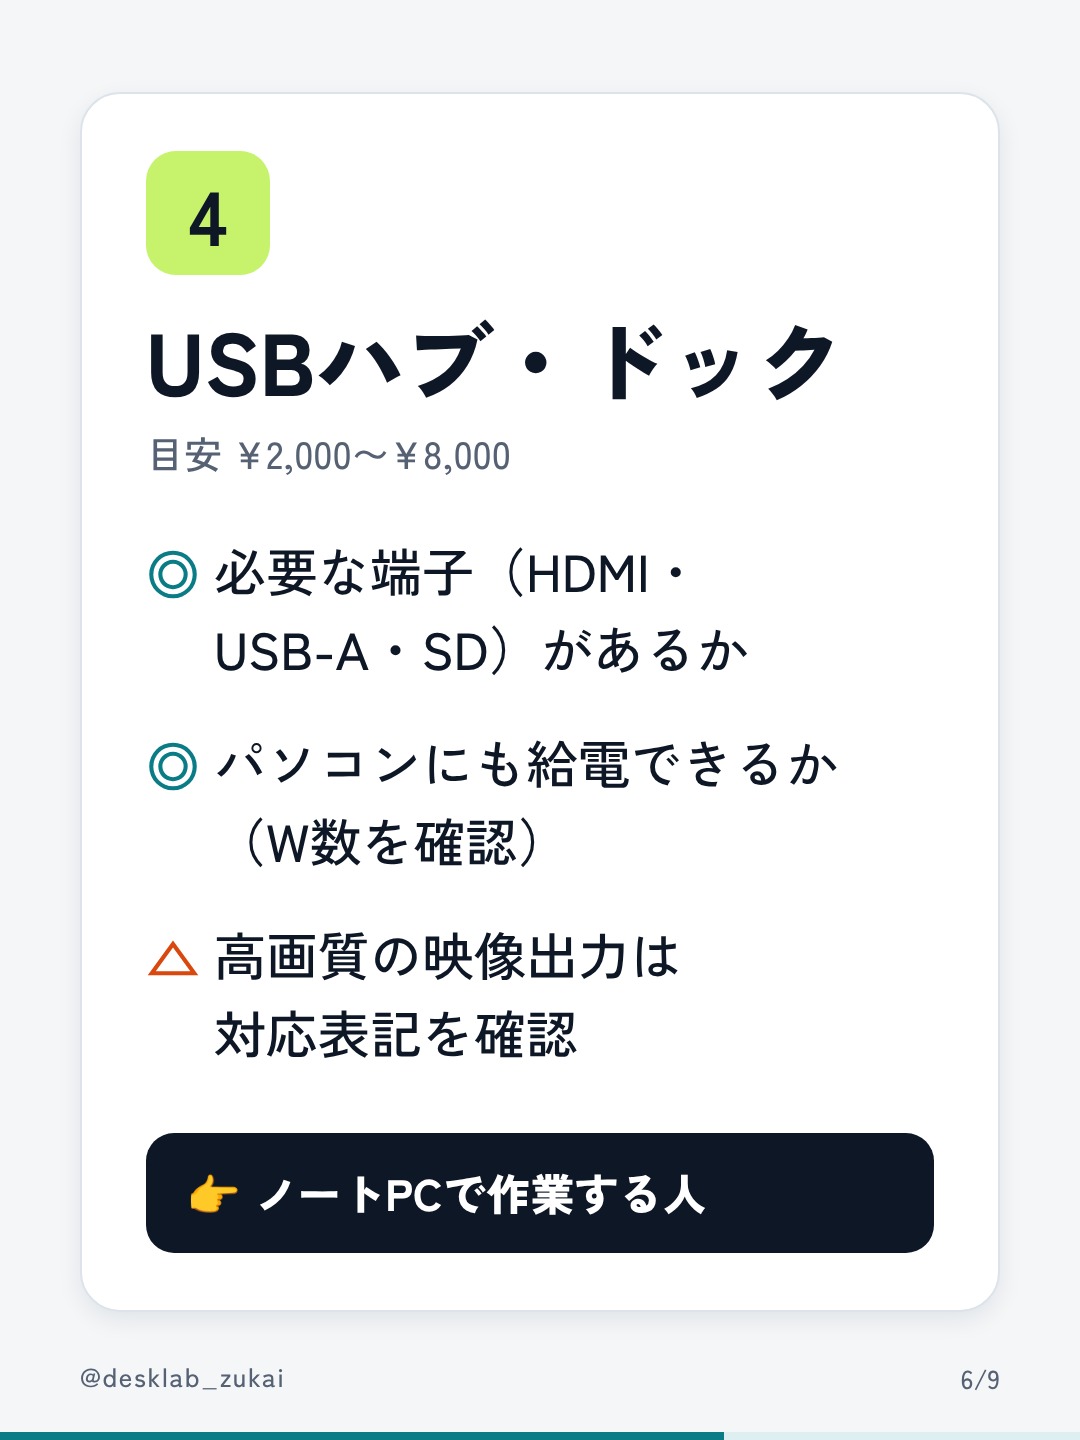 4
USBハブ・ドック
目安 ¥2,000〜¥8,000
◎ 必要な端子（HDMI・
USB-A・SD）があるか
◎ パソコンにも給電できるか
（W数を確認）
△ 高画質の映像出力は
対応表記を確認
👉 ノートPCで作業する人
@desklab_zukai
6/9